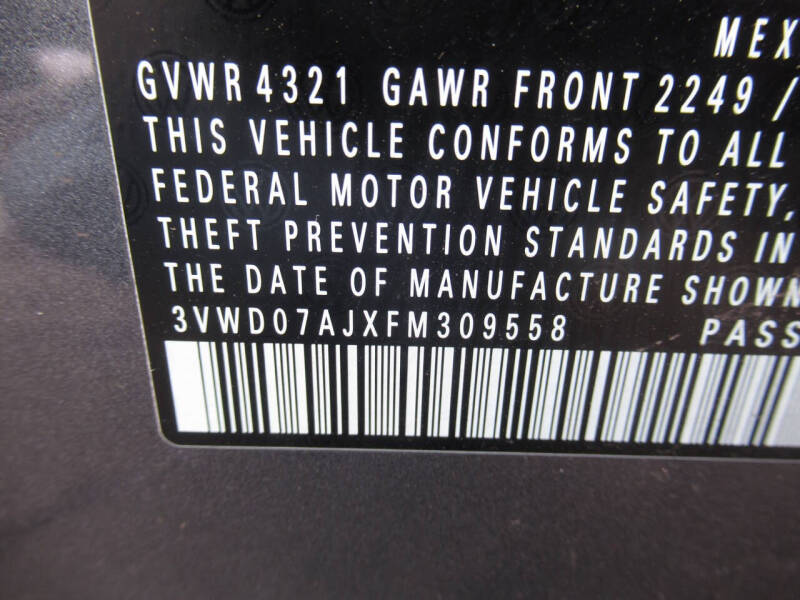 MEX
GVWR 4321 GAWR FRONT 2249 /
THIS VEHICLE CONFORMS TO ALL
FEDERAL MOTOR VEHICLE SAFETY,
THEFT PREVENTION STANDARDS IN
THE DATE OF MANUFACTURE SHOWN
3VWD07AJXFM309558 PASS